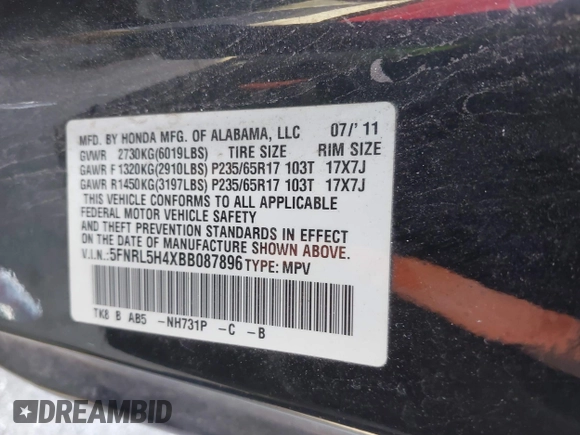 MFD. BY HONDA MFG. OF ALABAMA, LLC 07/'11
GVWR 2730KG(6019LBS) TIRE SIZE RIM SIZE
GAWR F1320KG(2910LBS) P235/65R17 103T 17X7J
GAWR R1450KG(3197LBS) P235/65R17 103T 17X7J
THIS VEHICLE CONFORMS TO ALL APPLICABLE
FEDERAL MOTOR VEHICLE SAFETY
AND THEFT PREVENTION STANDARDS IN EFFECT
ON THE DATE OF MANUFACTURE SHOWN ABOVE.
V.I.N.:5FNRL5H4XBB087896 TYPE: MPV
TK8 B AB5 -NH731P -C -B
DREAMBID